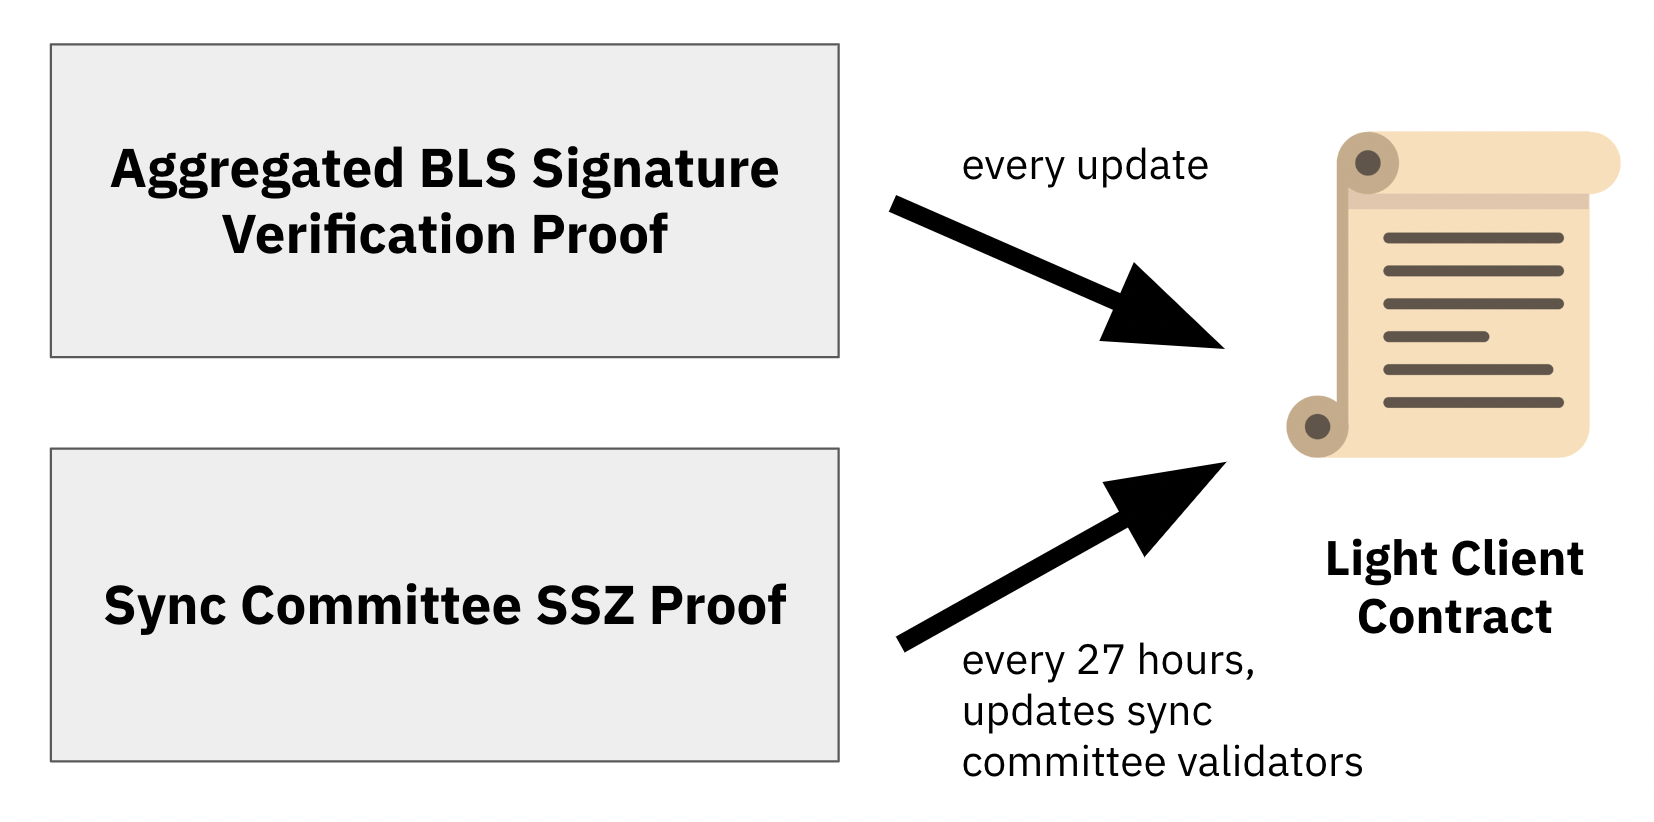 Aggregated BLS Signature
Verification Proof
every update
Sync Committee SSZ Proof
every 27 hours,
updates sync
committee validators
Light Client
Contract